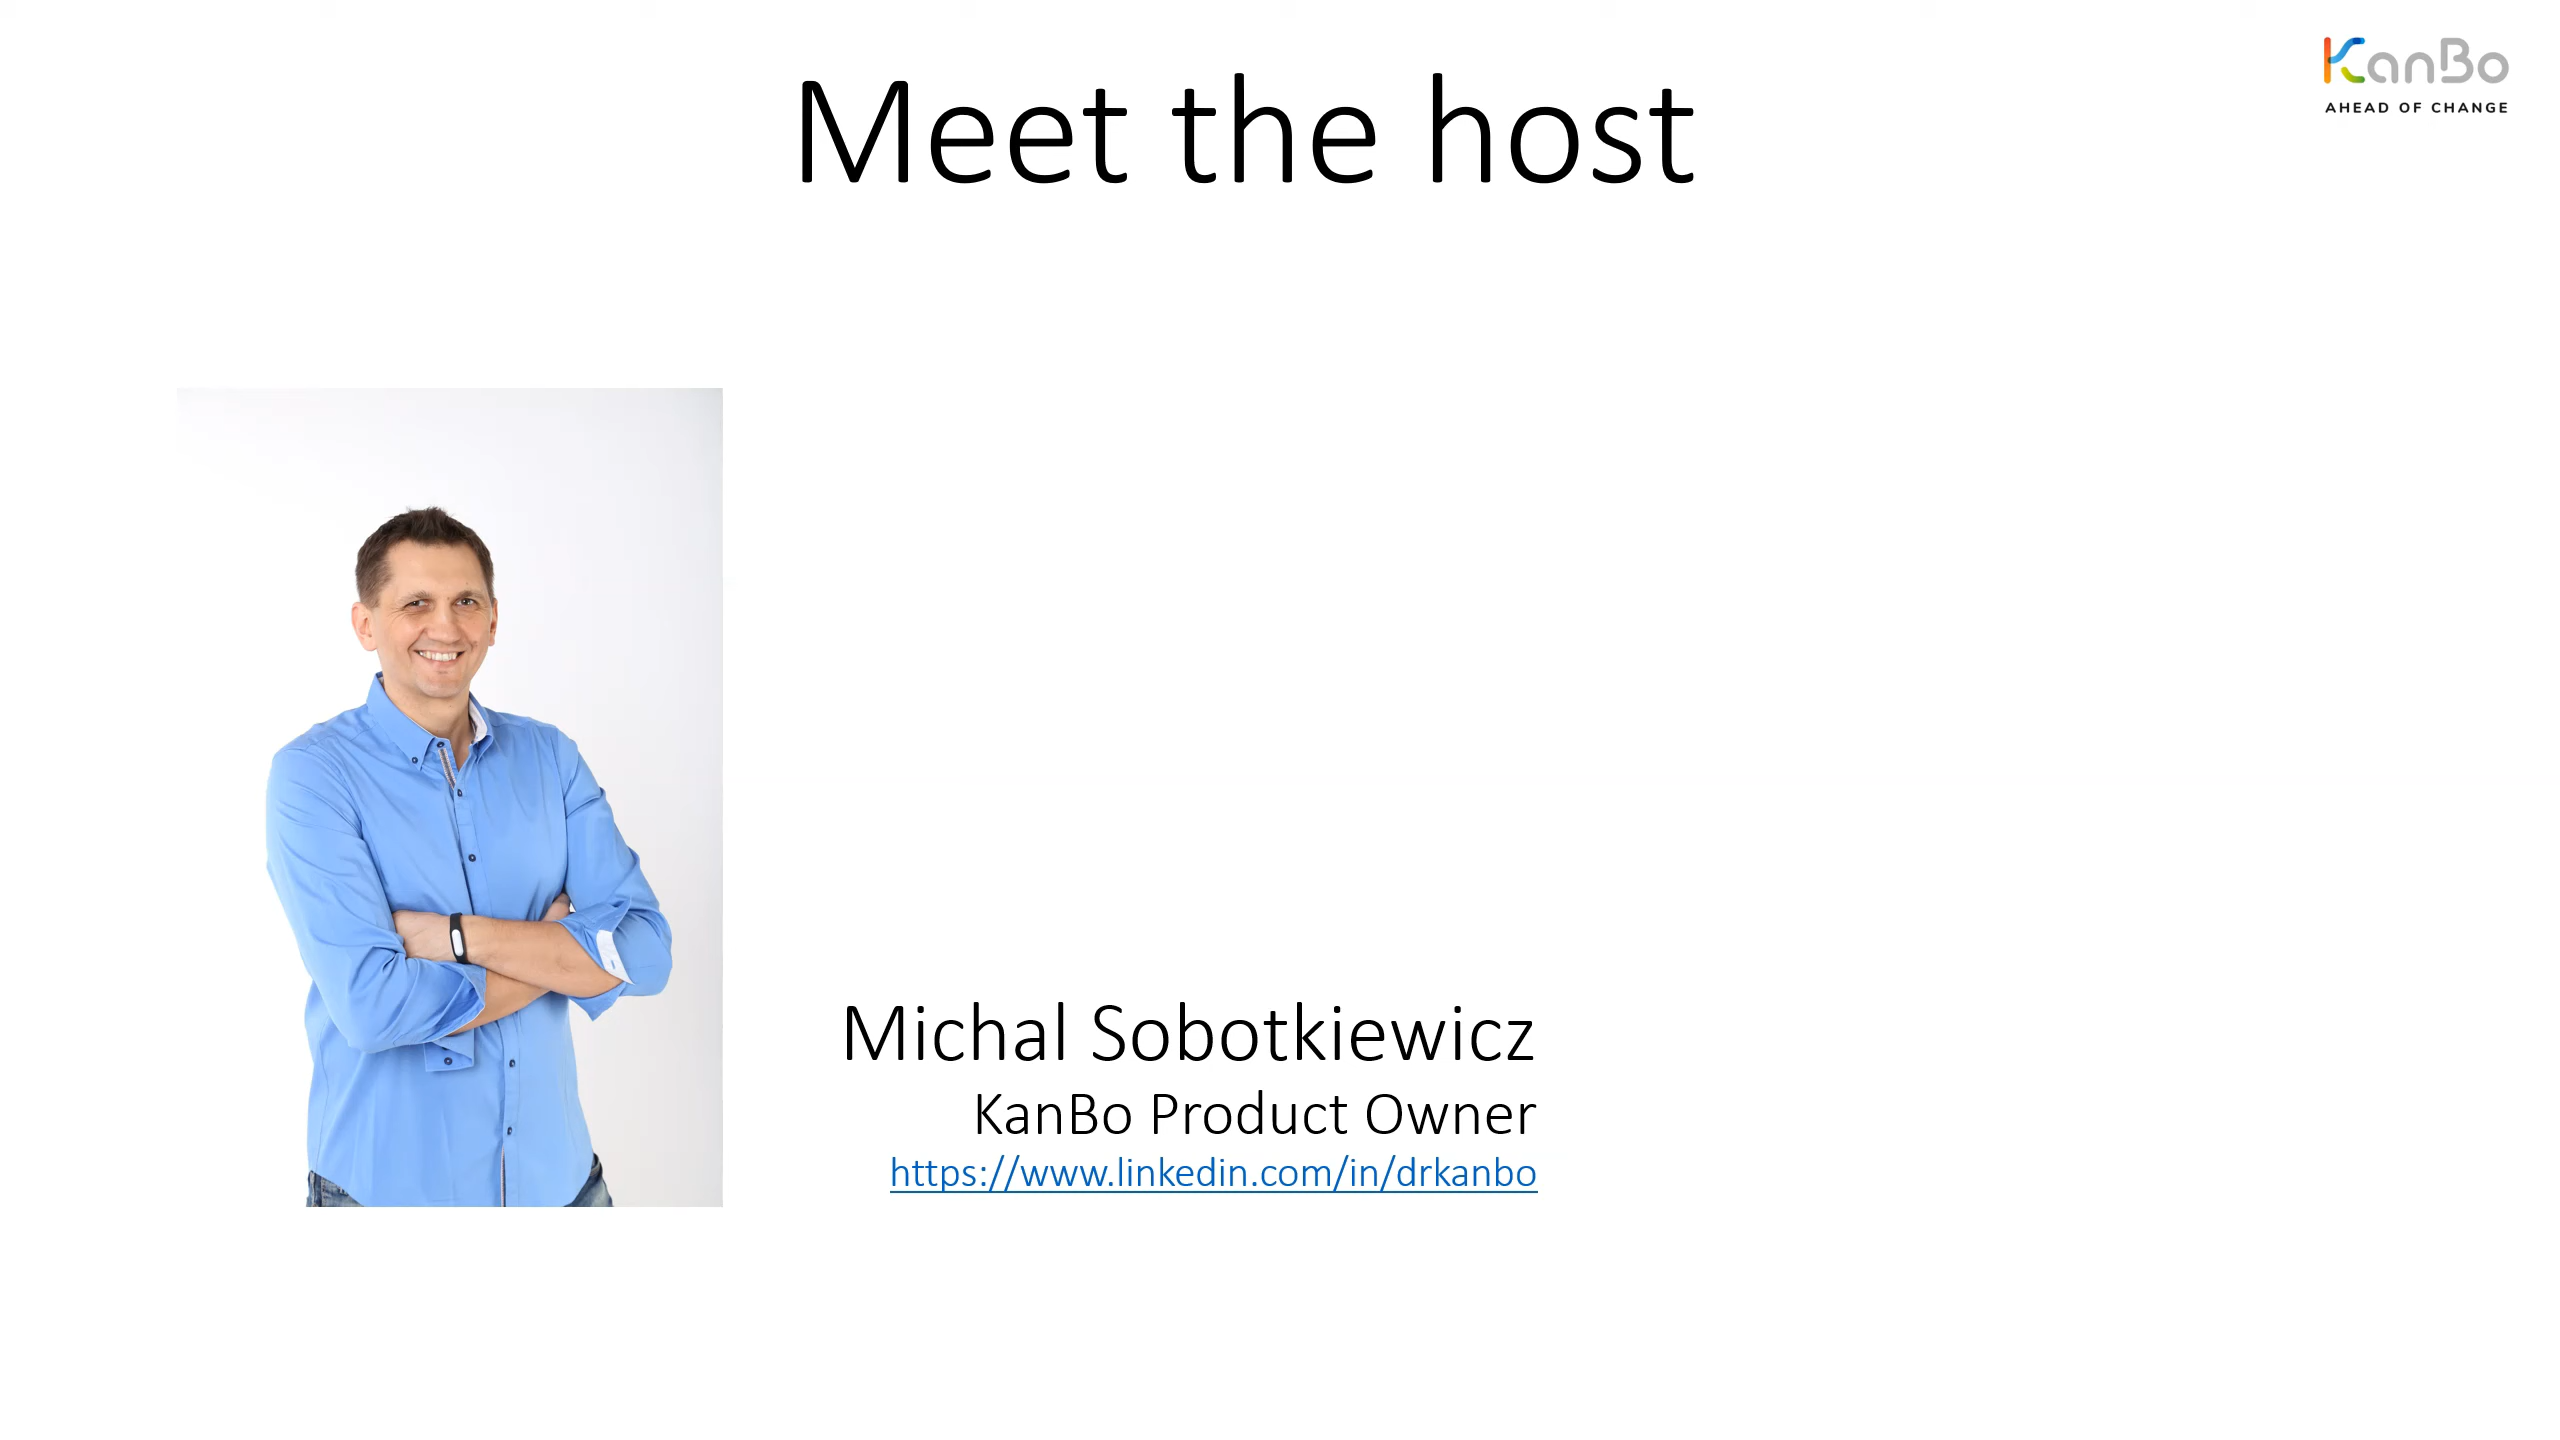 KanBo
AHEAD OF CHANGE
Meet the host
Michal Sobotkiewicz
KanBo Product Owner
https://www.linkedin.com/in/drkanbo